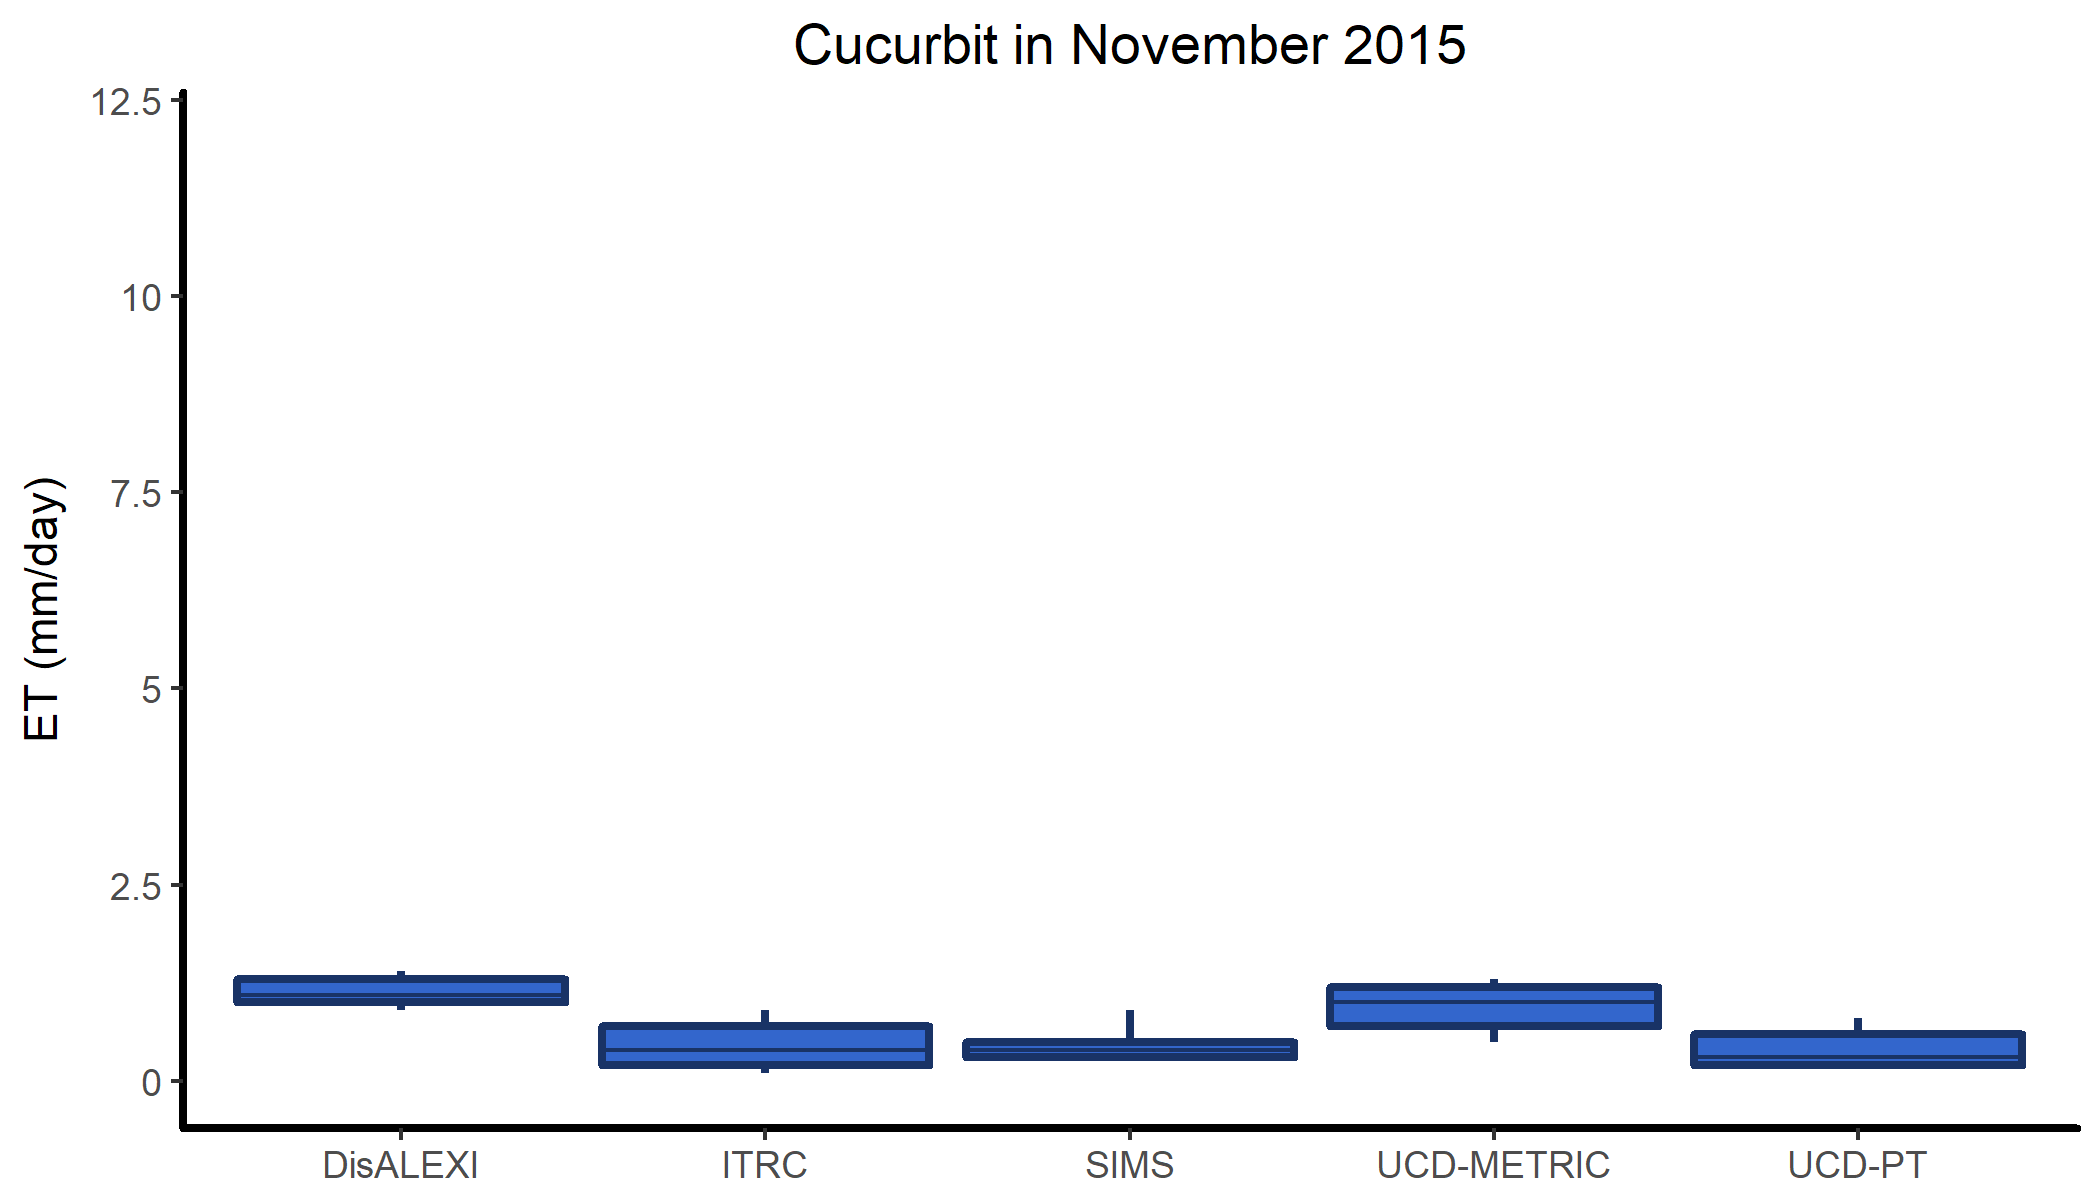 Cucurbit in November 2015
12.5
10
7.5
5
2.5
0
ET (mm/day)
DisALEXI ITRC SIMS UCD-METRIC UCD-PT